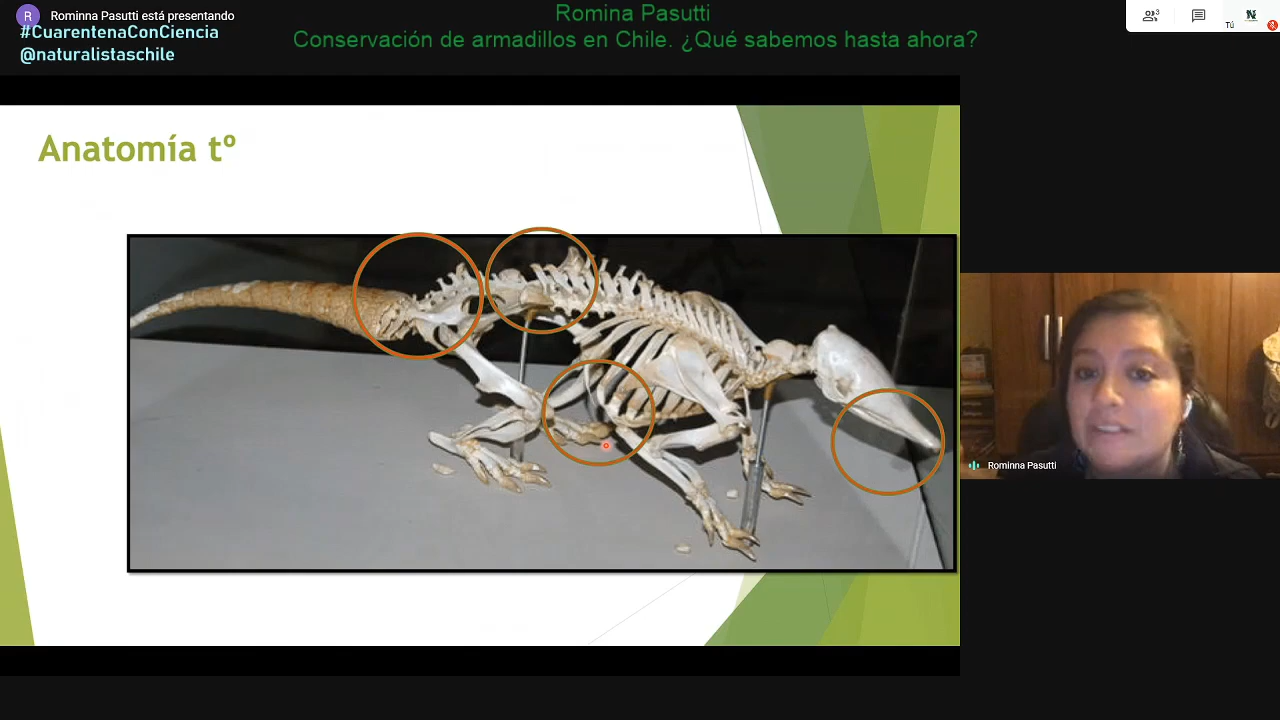 R
Rominna Pasutti está presentando
#CuarentenaConCiencia
@naturalistaschile
Romina Pasutti
Conservación de armadillos en Chile. ¿Qué sabemos hasta ahora?
3
Tú
Anatomía tº
Rominna Pasutti